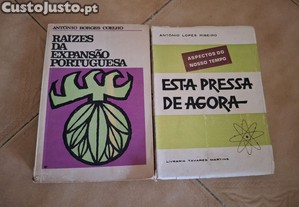 CustoJusto.pt
ANTÓNIO BORGES COELHO
RAIZES
DA
EXPANSÃO
PORTUGUESA
ANTÓNIO LOPES RIBEIRO
ASPECTOS DO
NOSSO TEMPO
ESTA PRESSA
DE AGORA
LIVRARIA TAVARES MARTINS